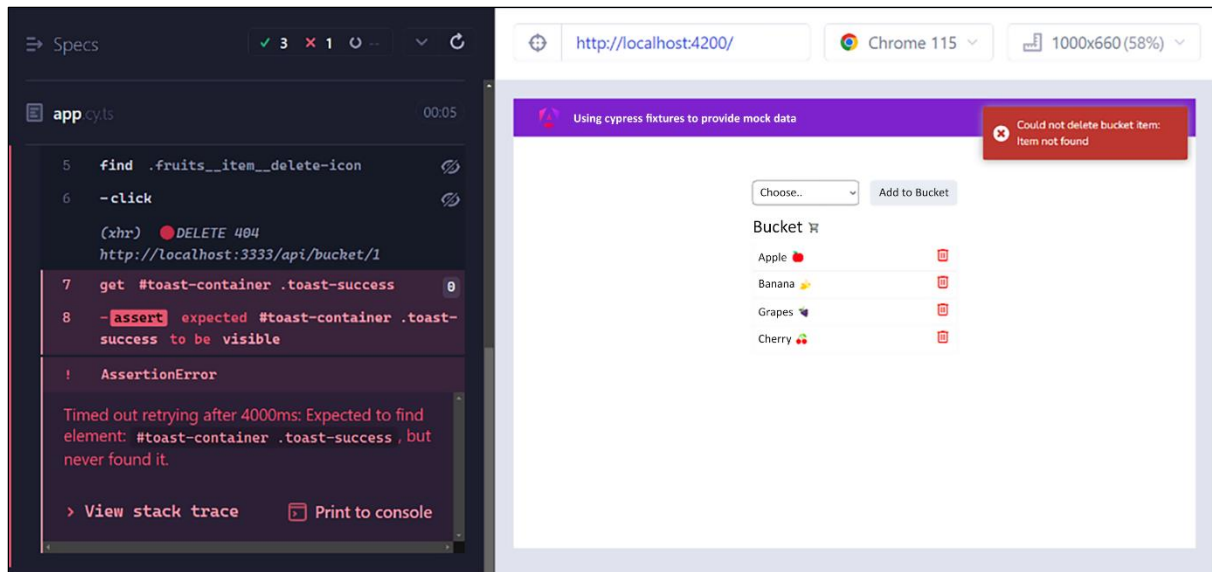 Specs
3
1
--
app.cy.ts
00:05
5 find .fruits__item__delete-icon
6 -click
(xhr) DELETE 404
http://localhost:3333/api/bucket/1
7 get #toast-container .toast-success 0
8 -assert expected #toast-container .toast-
success to be visible
! AssertionError
Timed out retrying after 4000ms: Expected to find
element: #toast-container .toast-success, but
never found it.
> View stack trace
Print to console
http://localhost:4200/
Chrome 115
1000x660 (58%)
Using cypress fixtures to provide mock data
Could not delete bucket item:
Item not found
Choose..
Add to Bucket
Bucket
Apple
Banana
Grapes
Cherry